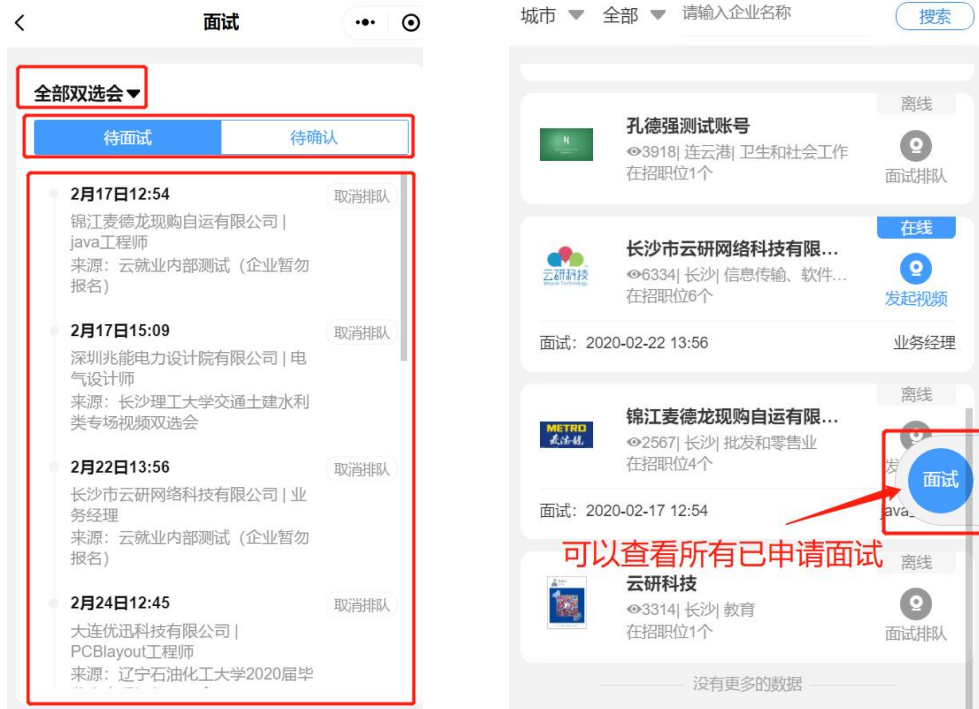 面试
全部双选会
待面试
待确认
2月17日12:54
取消排队
锦江麦德龙现购自运有限公司 |
java工程师
来源：云就业内部测试（企业暂勿
报名）
2月17日15:09
取消排队
深圳兆能电力设计院有限公司 | 电
气设计师
来源：长沙理工大学交通土建水利
类专场视频双选会
2月22日13:56
取消排队
长沙市云研网络科技有限公司 | 业
务经理
来源：云就业内部测试（企业暂勿
报名）
2月24日12:45
取消排队
大连优迅科技有限公司 |
PCBlayout工程师
来源：辽宁石油化工大学2020届毕
城市
全部
请输入企业名称
搜索
离线
孔德强测试账号
3918| 连云港| 卫生和社会工作
在招职位1个
面试排队
在线
长沙市云研网络科技有限...
云研科技
6334| 长沙| 信息传输、软件...
在招职位6个
发起视频
面试：2020-02-22 13:56
业务经理
离线
锦江麦德龙现购自运有限...
METRO
麦德龙
2567| 长沙| 批发和零售业
在招职位4个
发
面试
面试：2020-02-17 12:54
java
可以查看所有已申请面试
离线
云研科技
3314| 长沙| 教育
在招职位1个
面试排队
没有更多的数据